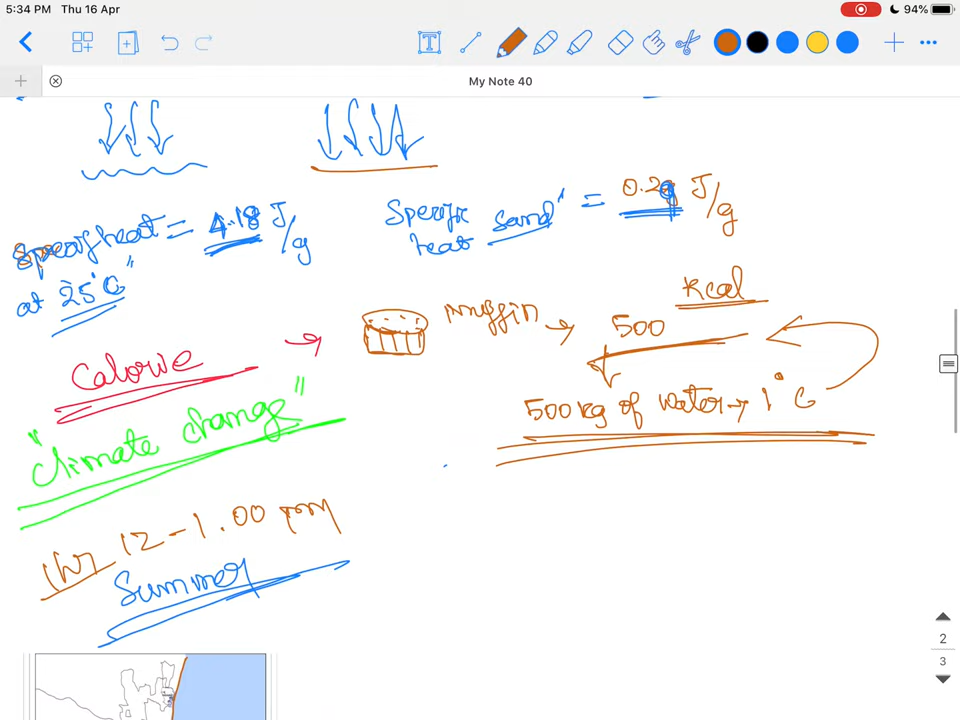 5:34 PM Thu 16 Apr
94%
My Note 40
heat = 4.18 J/g
at 25°C"
Specific heat sand" = 0.29 J/g
Calorie → muffin → 500 Kcal
500 kg of water → 1°C
"Climate change"
1hr 12 - 1.00 pm
Summer
2
3